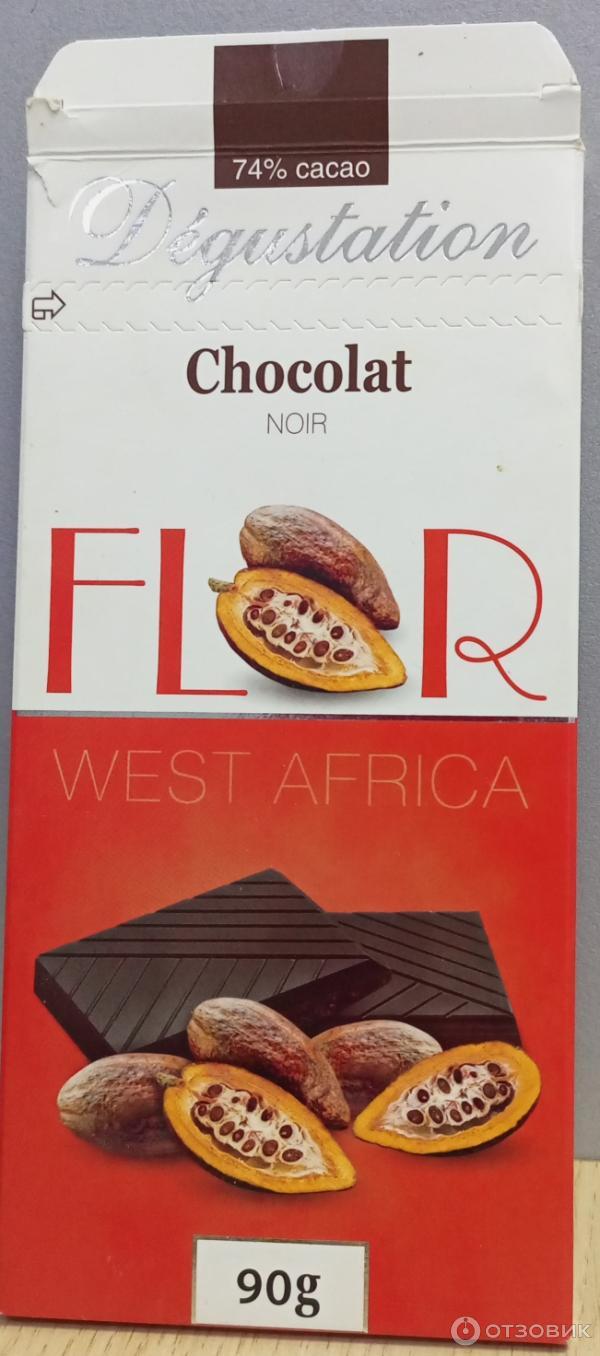 74% cacao
Dégustation
Chocolat
NOIR
FLOR
WEST AFRICA
90g
ОТЗОВИК